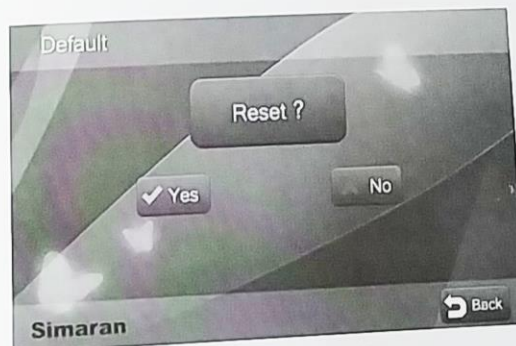 Default
Reset ?
Yes
No
Back
Simaran